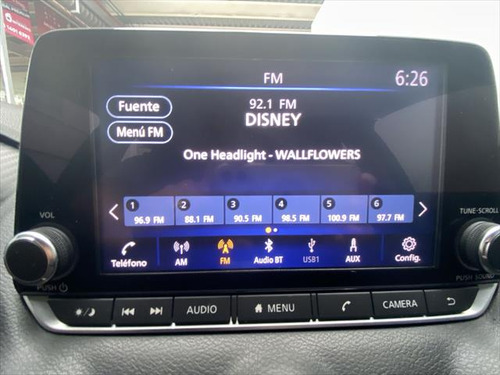 FM
6:26
Fuente
92.1 FM
DISNEY
Menú FM
One Headlight - WALLFLOWERS
1 2 3 4 5 6
96.9 FM 88.1 FM 90.5 FM 98.5 FM 100.9 FM 97.7 FM
Teléfono AM FM Audio BT USB1 AUX Config.
VOL
TUNE·SCROLL
PUSH
PUSH SOUND
AUDIO MENU CAMERA